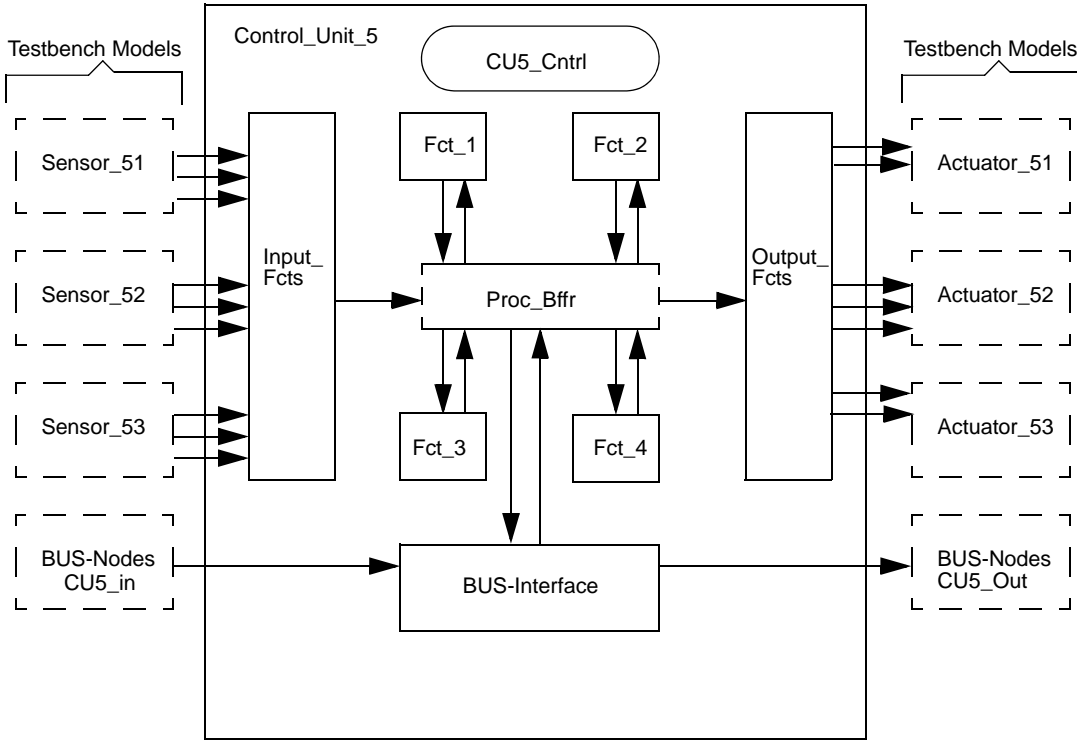 Testbench Models
Control_Unit_5
CU5_Cntrl
Testbench Models
Sensor_51
Fct_1
Fct_2
Actuator_51
Input_
Fcts
Output_
Fcts
Sensor_52
Proc_Bffr
Actuator_52
Sensor_53
Fct_3
Fct_4
Actuator_53
BUS-Nodes
CU5_in
BUS-Interface
BUS-Nodes
CU5_Out